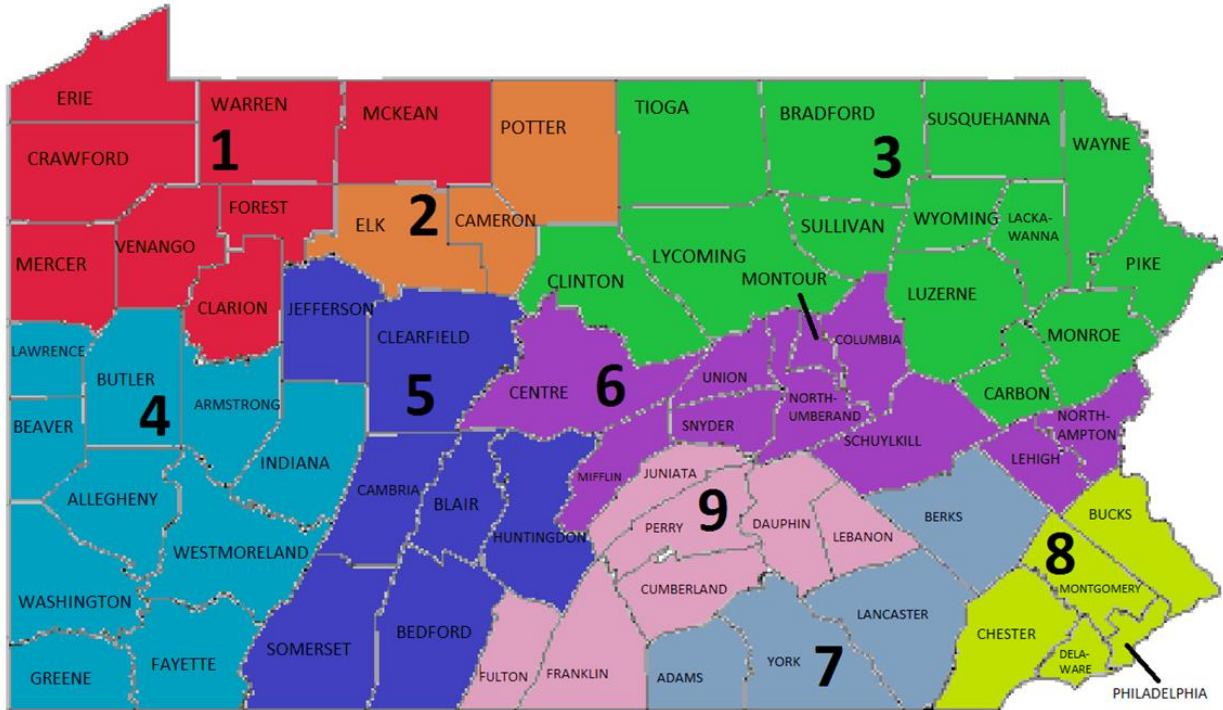 ERIE
WARREN
MCKEAN
POTTER
TIOGA
BRADFORD
SUSQUEHANNA
WAYNE
CRAWFORD
1
3
FOREST
ELK
2
CAMERON
SULLIVAN
WYOMING
LACKA-
WANNA
MERCER
VENANGO
LYCOMING
PIKE
CLARION
JEFFERSON
CLINTON
MONTOUR
LUZERNE
LAWRENCE
CLEARFIELD
COLUMBIA
MONROE
BUTLER
4
ARMSTRONG
5
CENTRE
6
UNION
NORTH-
UMBERAND
CARBON
BEAVER
SNYDER
SCHUYLKILL
NORTH-
AMPTON
LEHIGH
INDIANA
ALLEGHENY
CAMBRIA
BLAIR
MIFFLIN
JUNIATA
HUNTINGDON
PERRY
9
DAUPHIN
LEBANON
BERKS
BUCKS
WESTMORELAND
8
MONTGOMERY
WASHINGTON
CUMBERLAND
LANCASTER
GREENE
FAYETTE
SOMERSET
BEDFORD
FULTON
FRANKLIN
ADAMS
YORK
7
CHESTER
DELA-
WARE
PHILADELPHIA